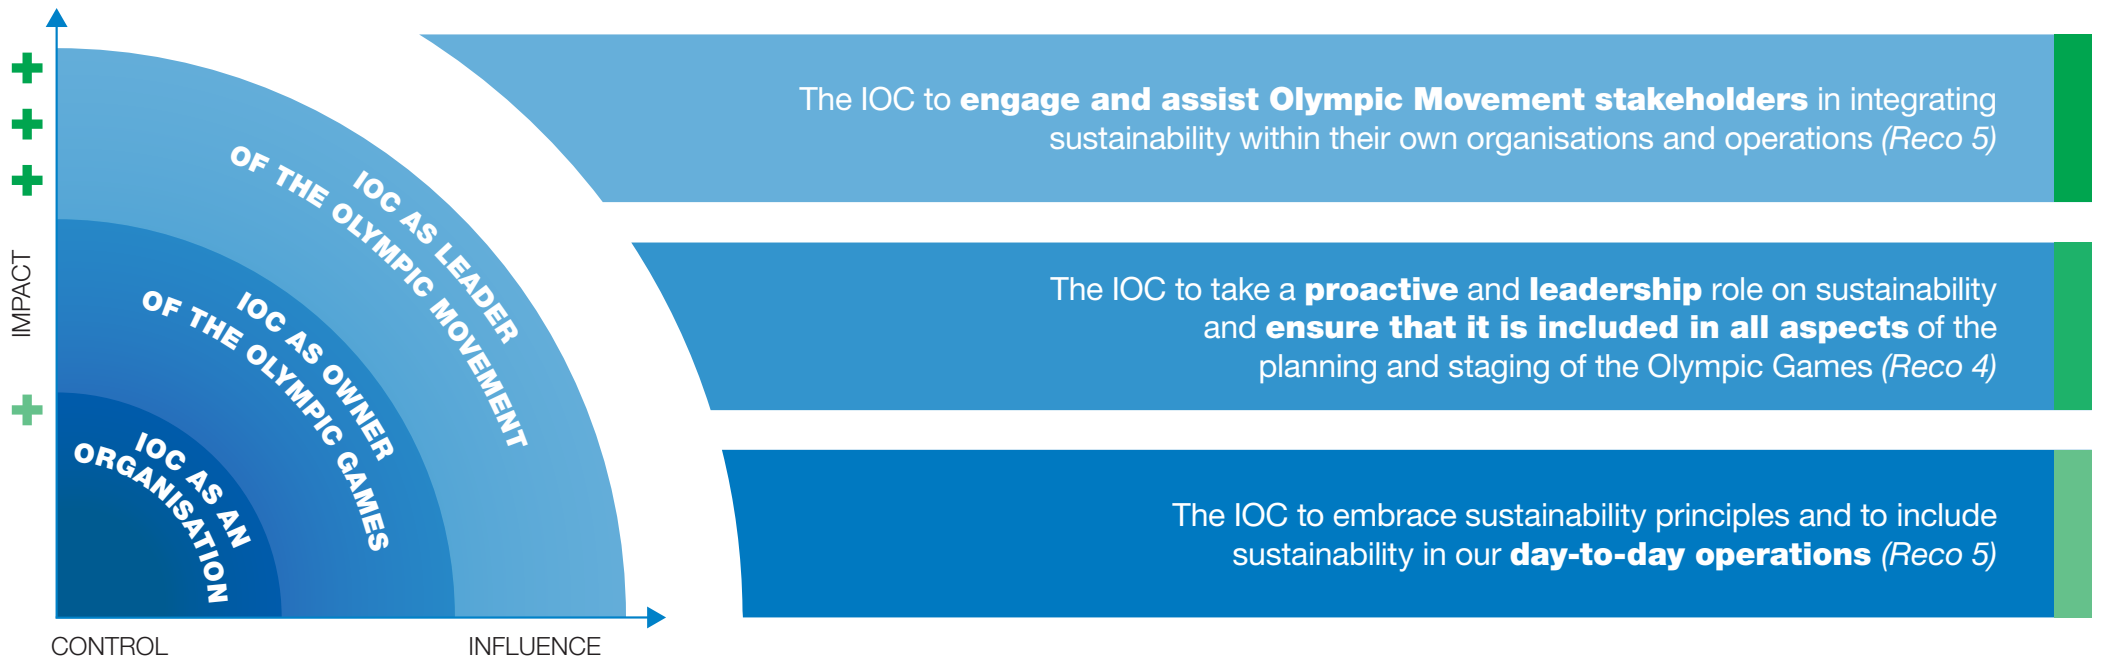 IMPACT
CONTROL
INFLUENCE
IOC AS LEADER
OF THE OLYMPIC MOVEMENT
IOC AS OWNER
OF THE OLYMPIC GAMES
IOC AS AN
ORGANISATION
The IOC to engage and assist Olympic Movement stakeholders in integrating
sustainability within their own organisations and operations (Reco 5)
The IOC to take a proactive and leadership role on sustainability
and ensure that it is included in all aspects of the
planning and staging of the Olympic Games (Reco 4)
The IOC to embrace sustainability principles and to include
sustainability in our day-to-day operations (Reco 5)